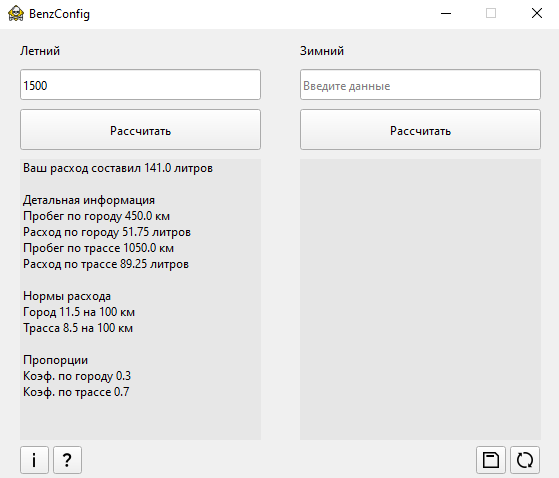 BenzConfig
Летний
1500
Рассчитать
Ваш расход составил 141.0 литров
Детальная информация
Пробег по городу 450.0 км
Расход по городу 51.75 литров
Пробег по трассе 1050.0 км
Расход по трассе 89.25 литров
Нормы расхода
Город 11.5 на 100 км
Трасса 8.5 на 100 км
Пропорции
Коэф. по городу 0.3
Коэф. по трассе 0.7
i ?
Зимний
Введите данные
Рассчитать